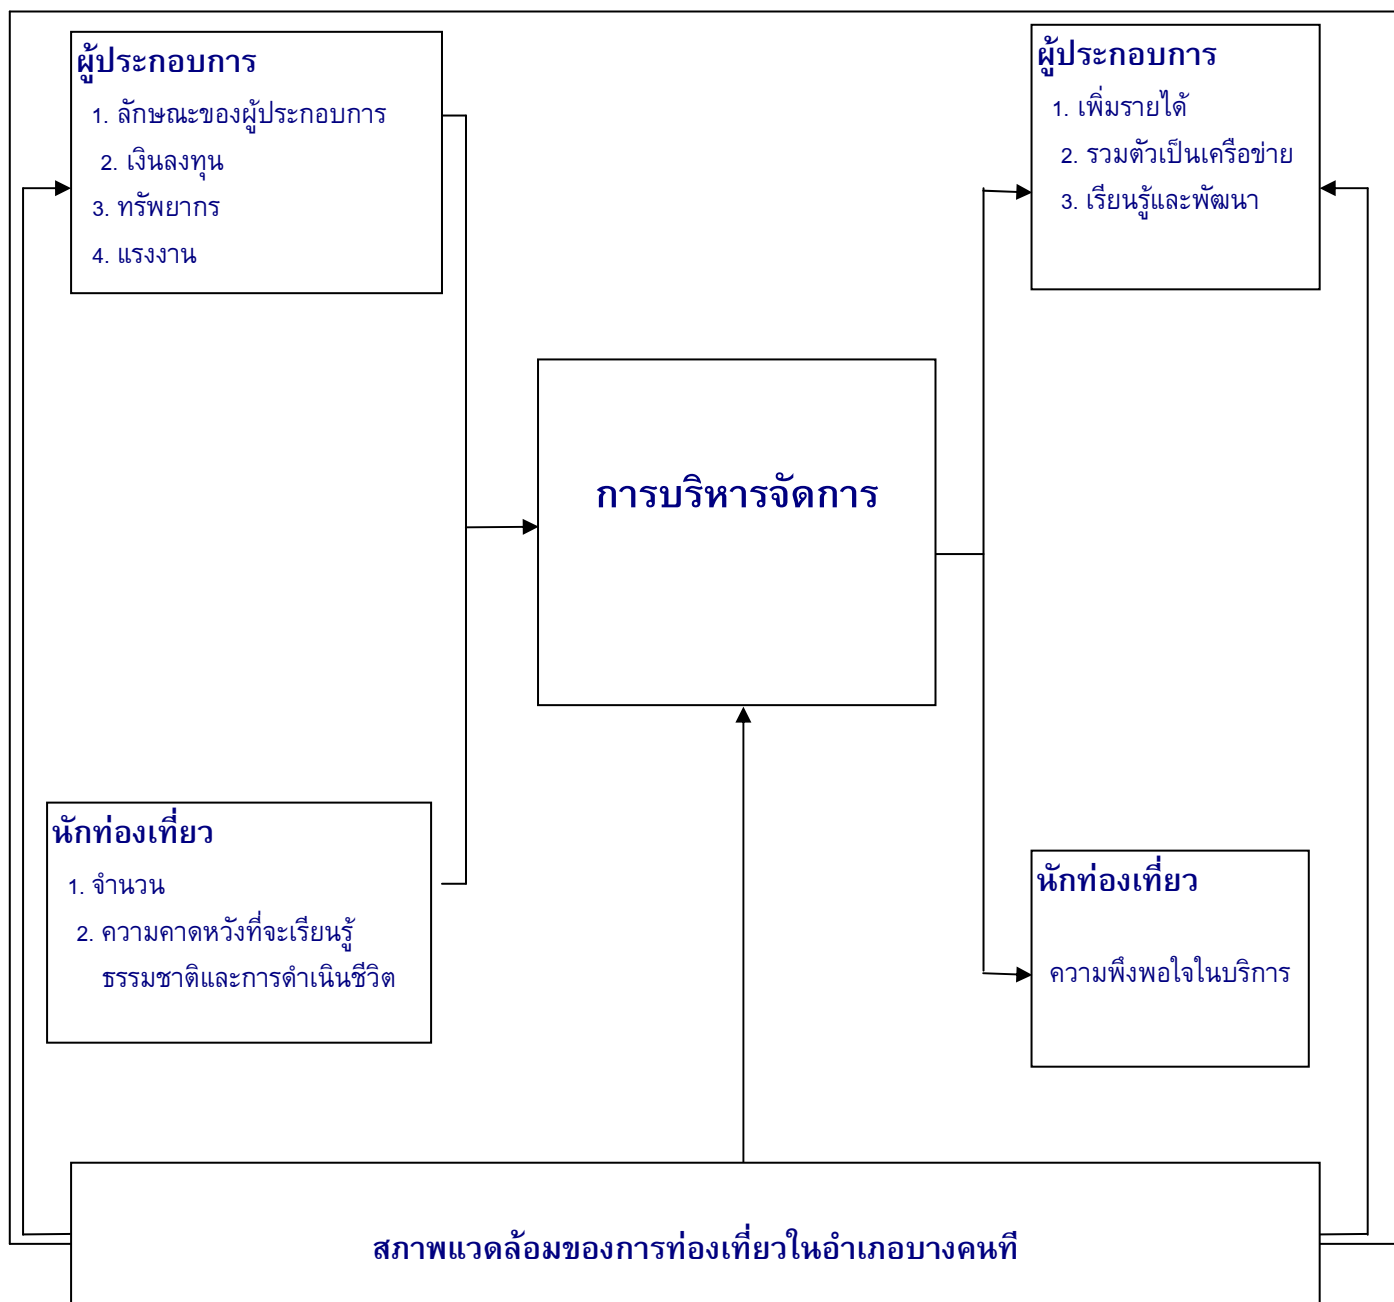 ผู้ประกอบการ
1. ลักษณะของผู้ประกอบการ
2. เงินลงทุน
3. ทรัพยากร
4. แรงงาน
ผู้ประกอบการ
1. เพิ่มรายได้
2. รวมตัวเป็นเครือข่าย
3. เรียนรู้และพัฒนา
การบริหารจัดการ
นักท่องเที่ยว
1. จำนวน
2. ความคาดหวังที่จะเรียนรู้
ธรรมชาติและการดำเนินชีวิต
นักท่องเที่ยว
ความพึงพอใจในบริการ
สภาพแวดล้อมของการท่องเที่ยวในอำเภอบางคนที